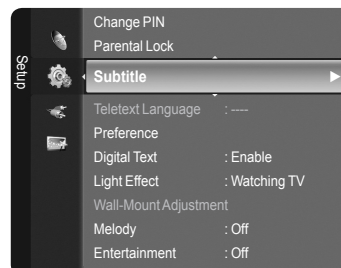 Setup
Change PIN
Parental Lock
Subtitle
Teletext Language : ----
Preference
Digital Text : Enable
Light Effect : Watching TV
Wall-Mount Adjustment
Melody : Off
Entertainment : Off